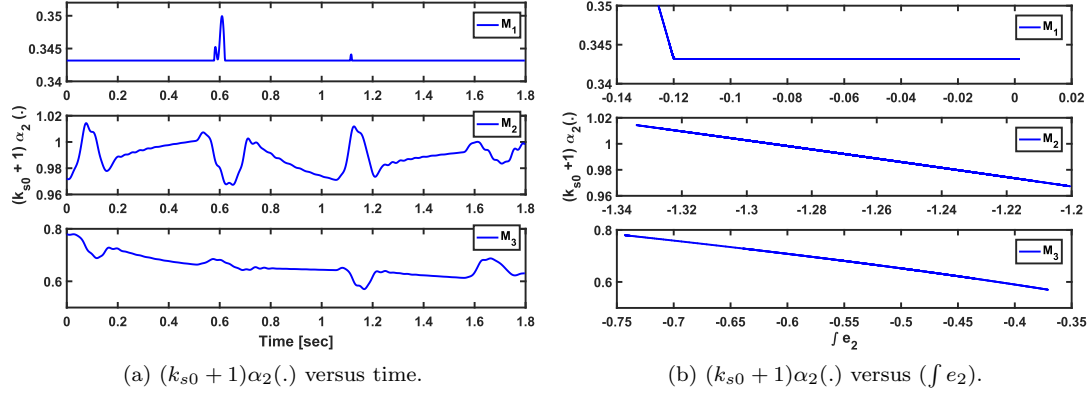 0.35
0.345
0.34
M1
0 0.2 0.4 0.6 0.8 1 1.2 1.4 1.6 1.8
1.02
1
0.98
0.96
M2
0 0.2 0.4 0.6 0.8 1 1.2 1.4 1.6 1.8
0.8
0.6
M3
0 0.2 0.4 0.6 0.8 1 1.2 1.4 1.6 1.8
(ks0 + 1) α2(.)
Time [sec]
(a) (ks0 + 1)α2(.) versus time.
0.35
0.345
0.34
M1
-0.14 -0.12 -0.1 -0.08 -0.06 -0.04 -0.02 0 0.02
1.02
1
0.98
0.96
M2
-1.34 -1.32 -1.3 -1.28 -1.26 -1.24 -1.22 -1.2
0.8
0.6
M3
-0.75 -0.7 -0.65 -0.6 -0.55 -0.5 -0.45 -0.4 -0.35
(ks0 +1) α2(.)
∫ e2
(b) (ks0 + 1)α2(.) versus (∫ e2).